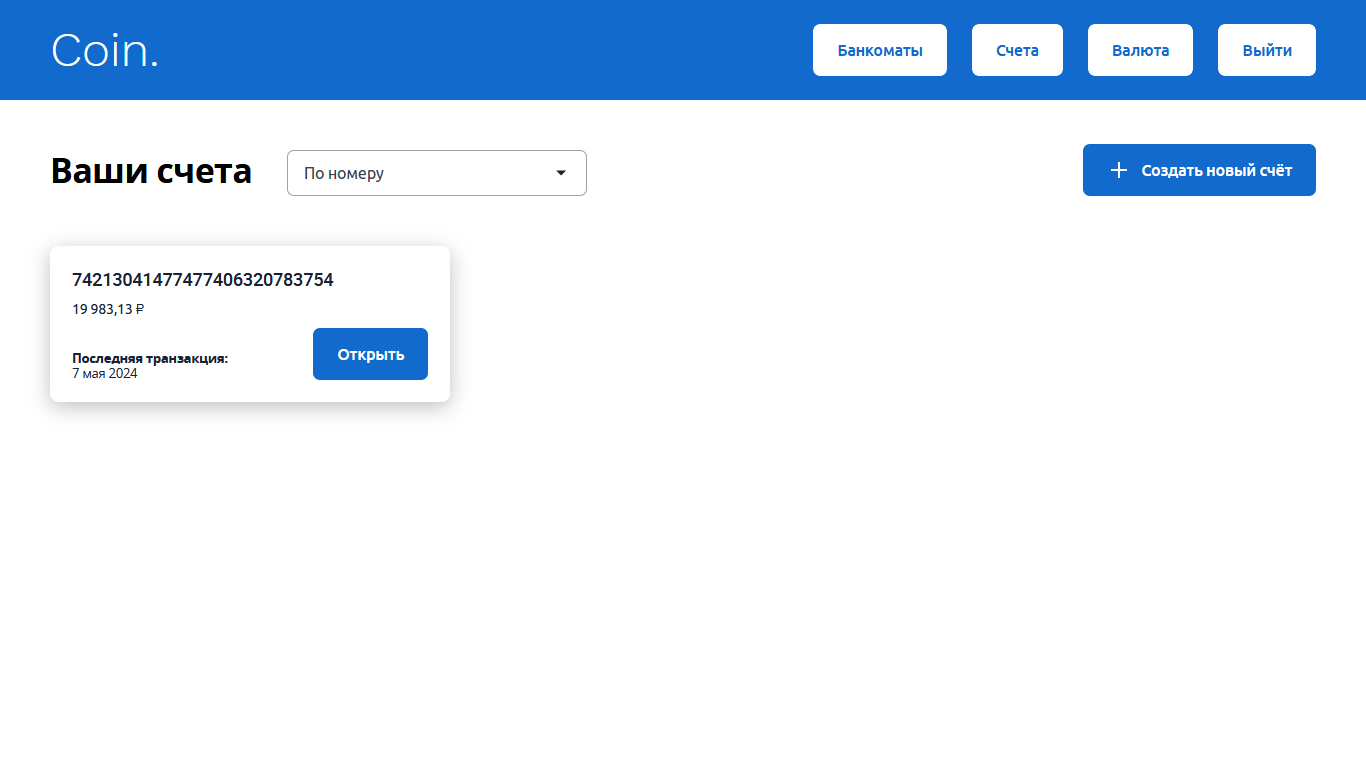 Coin.
Банкоматы
Счета
Валюта
Выйти
Ваши счета
По номеру
Создать новый счёт
74213041477477406320783754
19 983,13 ₽
Последняя транзакция:
7 мая 2024
Открыть